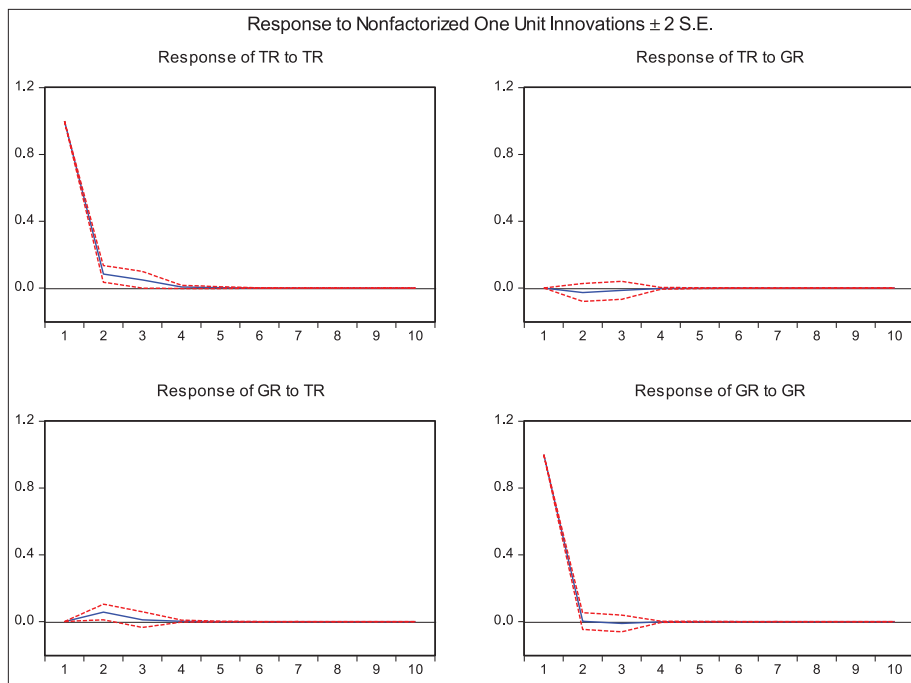 Response to Nonfactorized One Unit Innovations ± 2 S.E.
Response of TR to TR
1.2
0.8
0.4
0.0
1 2 3 4 5 6 7 8 9 10
Response of TR to GR
1.2
0.8
0.4
0.0
1 2 3 4 5 6 7 8 9 10
Response of GR to TR
1.2
0.8
0.4
0.0
1 2 3 4 5 6 7 8 9 10
Response of GR to GR
1.2
0.8
0.4
0.0
1 2 3 4 5 6 7 8 9 10